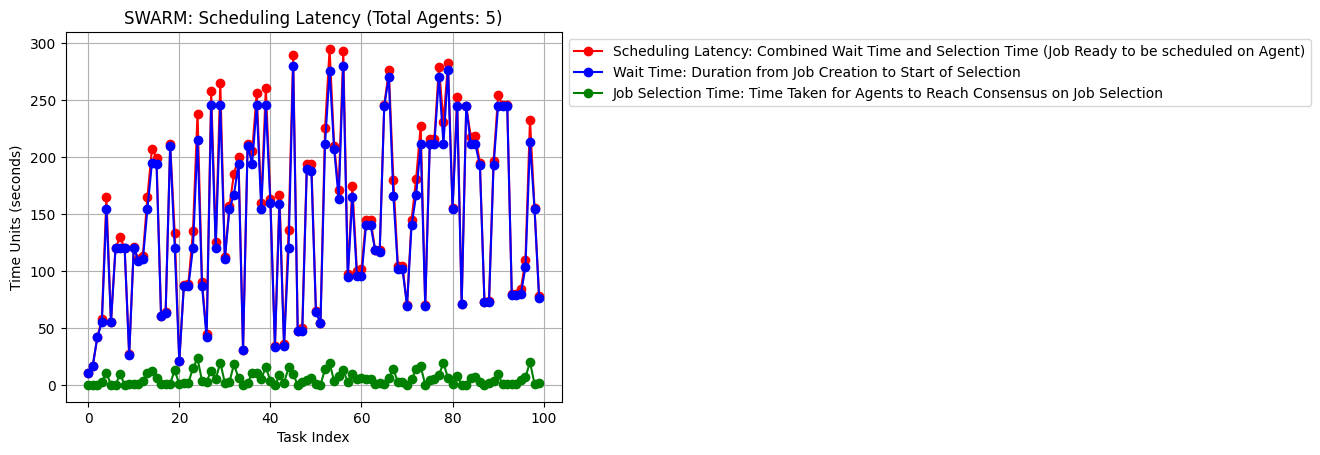 SWARM: Scheduling Latency (Total Agents: 5)
Scheduling Latency: Combined Wait Time and Selection Time (Job Ready to be scheduled on Agent)
Wait Time: Duration from Job Creation to Start of Selection
Job Selection Time: Time Taken for Agents to Reach Consensus on Job Selection
Time Units (seconds)
300
250
200
150
100
50
0
0 20 40 60 80 100
Task Index